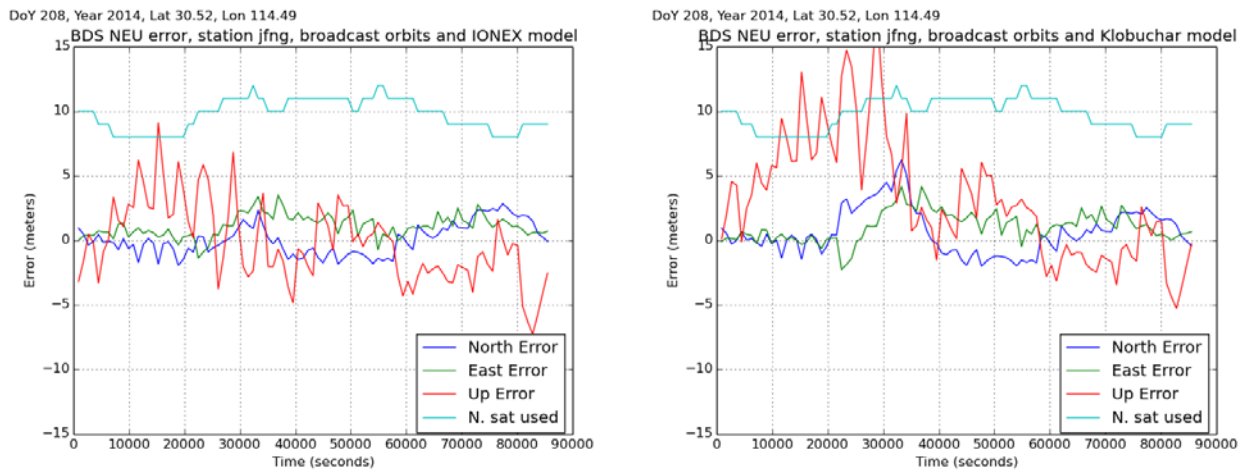 DoY 208, Year 2014, Lat 30.52, Lon 114.49
BDS NEU error, station jfng, broadcast orbits and IONEX model
15
10
5
0
−5
−10
−15
Error (meters)
0
10000
20000
30000
40000
50000
60000
70000
80000
90000
Time (seconds)
North Error
East Error
Up Error
N. sat used
DoY 208, Year 2014, Lat 30.52, Lon 114.49
BDS NEU error, station jfng, broadcast orbits and Klobuchar model
15
10
5
0
−5
−10
−15
Error (meters)
0
10000
20000
30000
40000
50000
60000
70000
80000
90000
Time (seconds)
North Error
East Error
Up Error
N. sat used